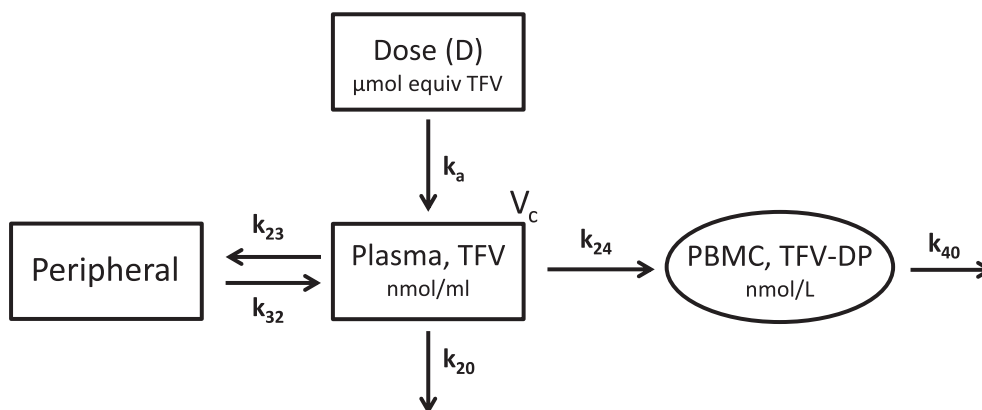 Dose (D)
µmol equiv TFV
kₐ
V꜀
k₂₃
k₂₄
k₄₀
Peripheral
Plasma, TFV
nmol/ml
PBMC, TFV-DP
nmol/L
k₃₂
k₂₀